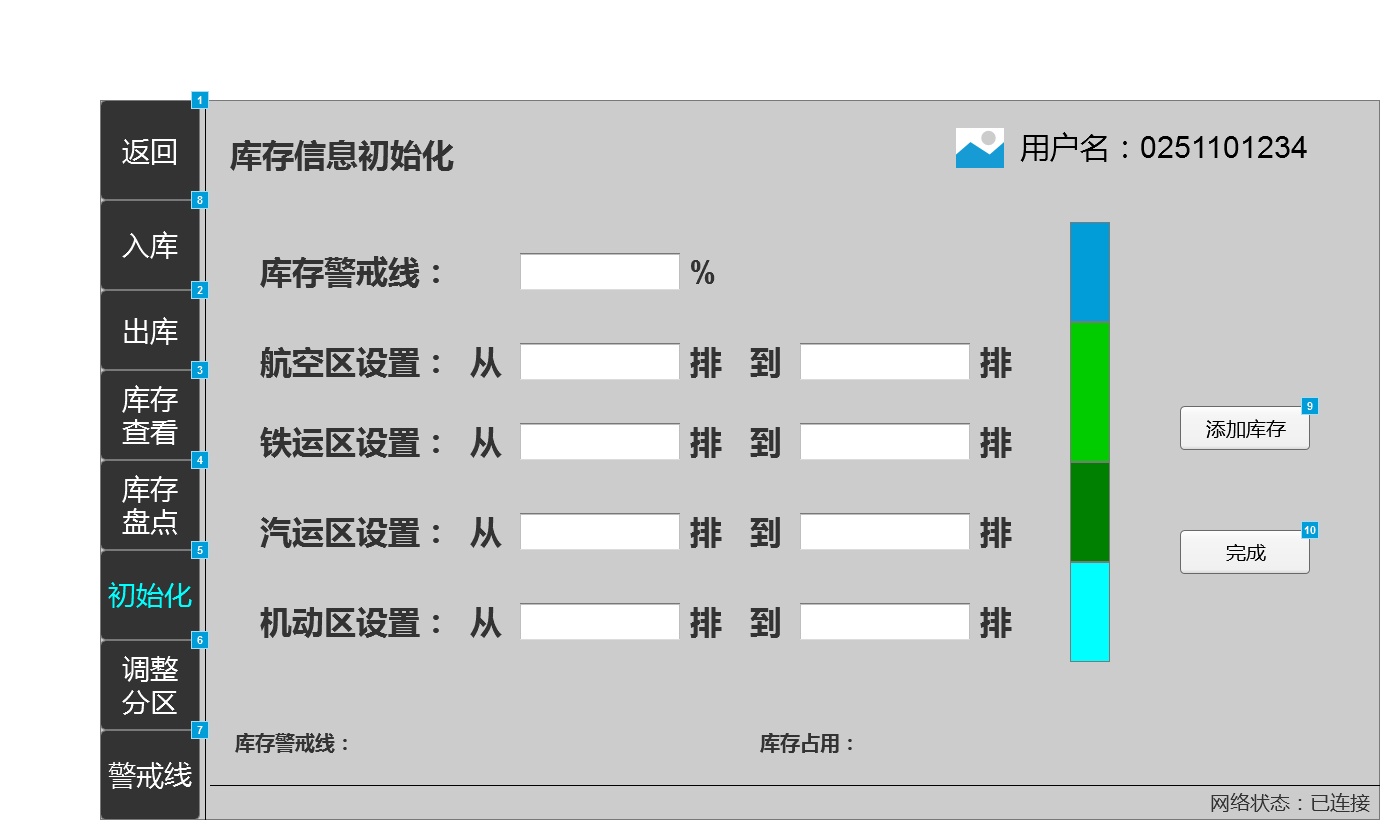 1
返回
8
入库
2
出库
3
库存
查看
4
库存
盘点
5
初始化
6
调整
分区
7
警戒线
库存信息初始化
用户名：0251101234
库存警戒线： %
航空区设置： 从 排 到 排
铁运区设置： 从 排 到 排
汽运区设置： 从 排 到 排
机动区设置： 从 排 到 排
9
添加库存
10
完成
库存警戒线： 库存占用：
网络状态：已连接